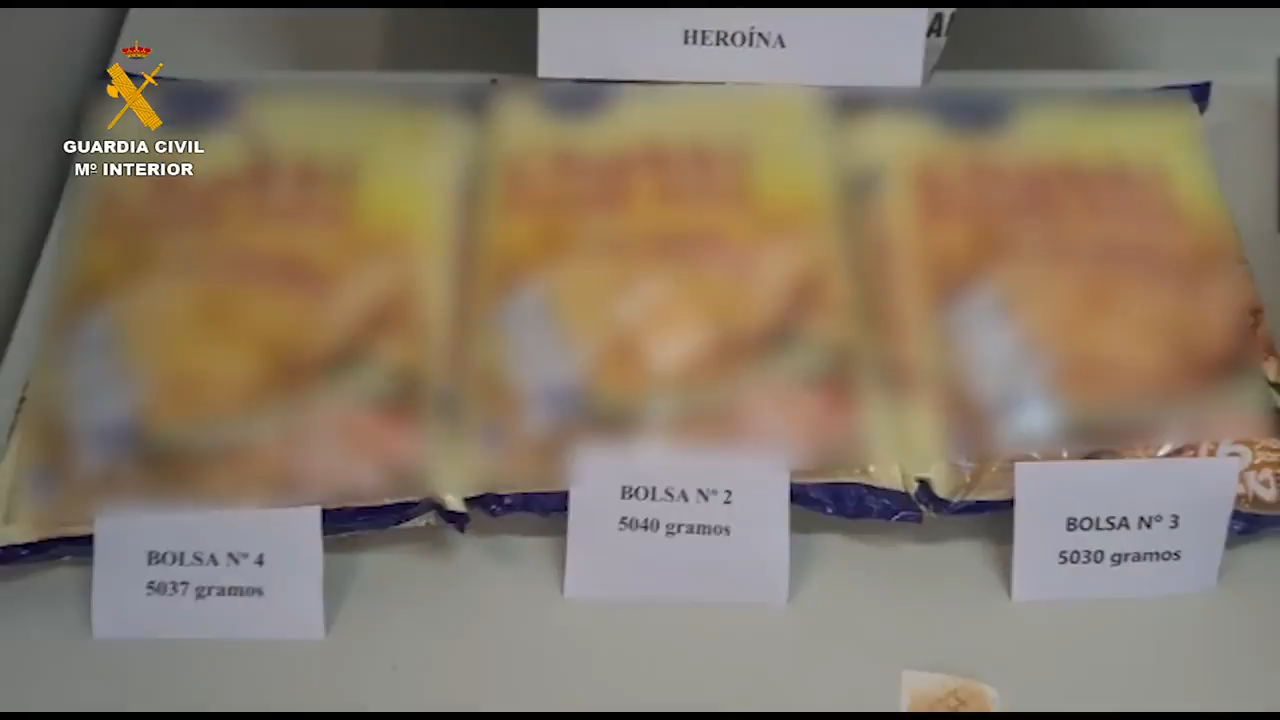 HEROÍNA
GUARDIA CIVIL
Mº INTERIOR
BOLSA Nº 4
5037 gramos
BOLSA Nº 2
5040 gramos
BOLSA Nº 3
5030 gramos